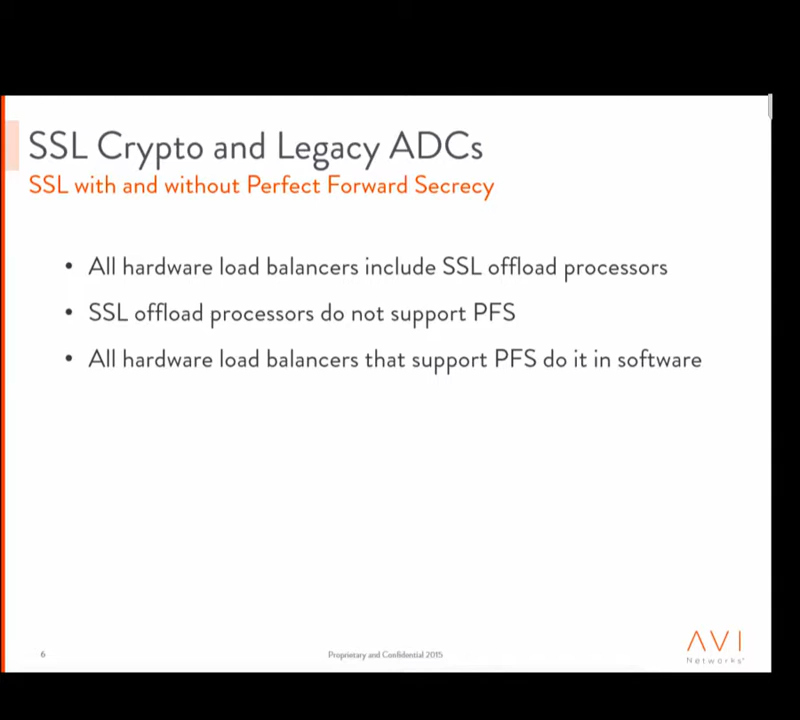 SSL Crypto and Legacy ADCs
SSL with and without Perfect Forward Secrecy
• All hardware load balancers include SSL offload processors
• SSL offload processors do not support PFS
• All hardware load balancers that support PFS do it in software
6
Proprietary and Confidential 2015
AVI
Networks